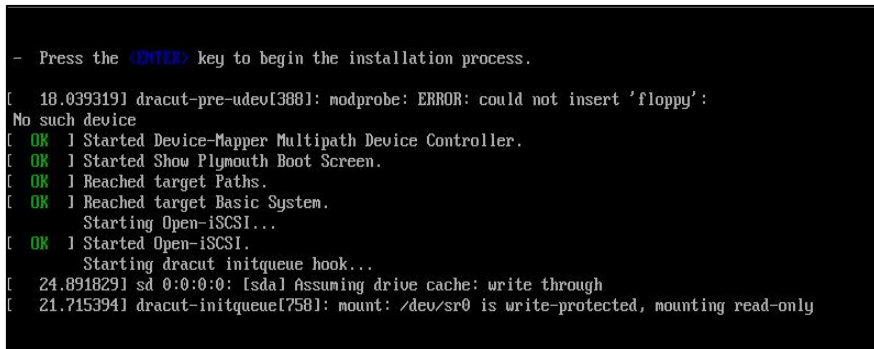 - Press the <ENTER> key to begin the installation process.
[   18.039319] dracut-pre-udev[388]: modprobe: ERROR: could not insert 'floppy':
No such device
[  OK  ] Started Device-Mapper Multipath Device Controller.
[  OK  ] Started Show Plymouth Boot Screen.
[  OK  ] Reached target Paths.
[  OK  ] Reached target Basic System.
Starting Open-iSCSI...
[  OK  ] Started Open-iSCSI.
Starting dracut initqueue hook...
[   24.891829] sd 0:0:0:0: [sda] Assuming drive cache: write through
[   21.715394] dracut-initqueue[758]: mount: /dev/sr0 is write-protected, mounting read-only